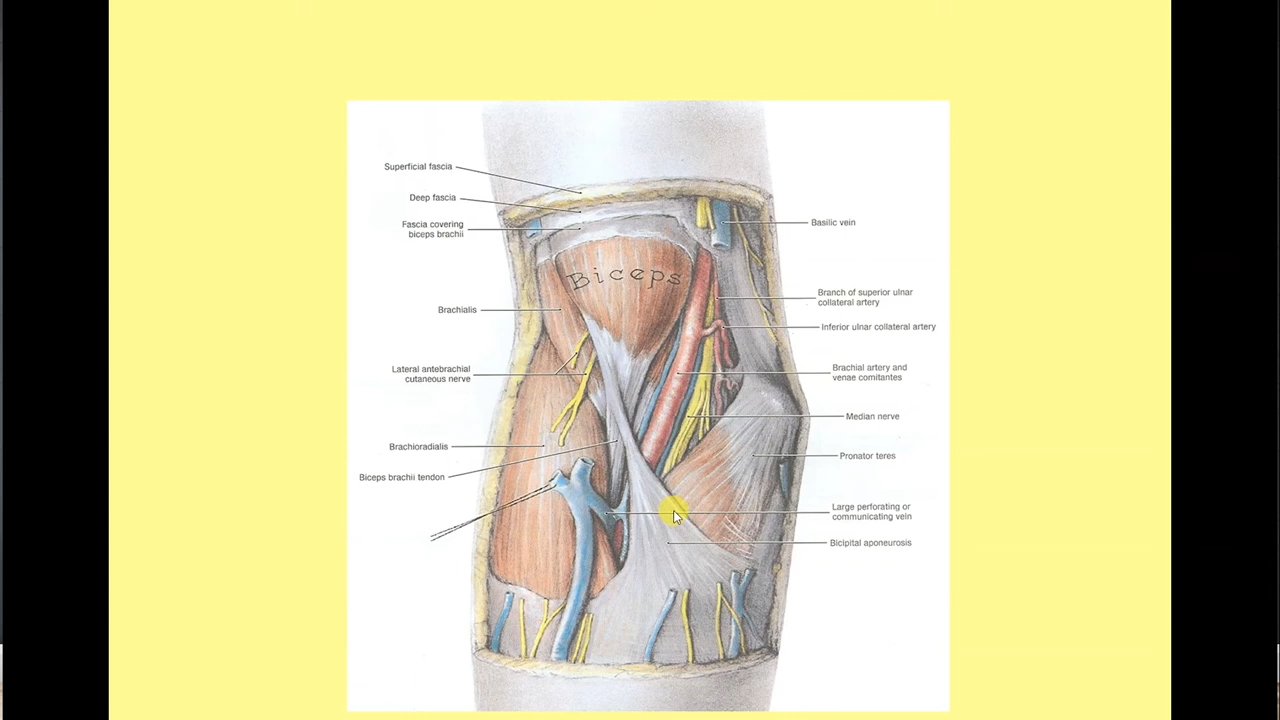 Superficial fascia
Deep fascia
Fascia covering
biceps brachii
Biceps
Brachialis
Lateral antebrachial
cutaneous nerve
Brachioradialis
Biceps brachii tendon
Basilic vein
Branch of superior ulnar
collateral artery
Inferior ulnar collateral artery
Brachial artery and
venae comitantes
Median nerve
Pronator teres
Large perforating or
communicating vein
Bicipital aponeurosis